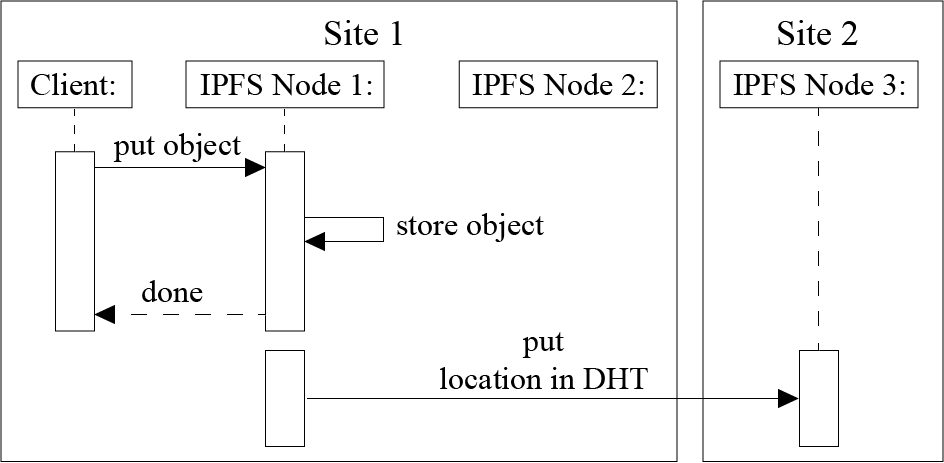 Site 1
Site 2
Client:
IPFS Node 1:
IPFS Node 2:
IPFS Node 3:
put object
store object
done
put
location in DHT